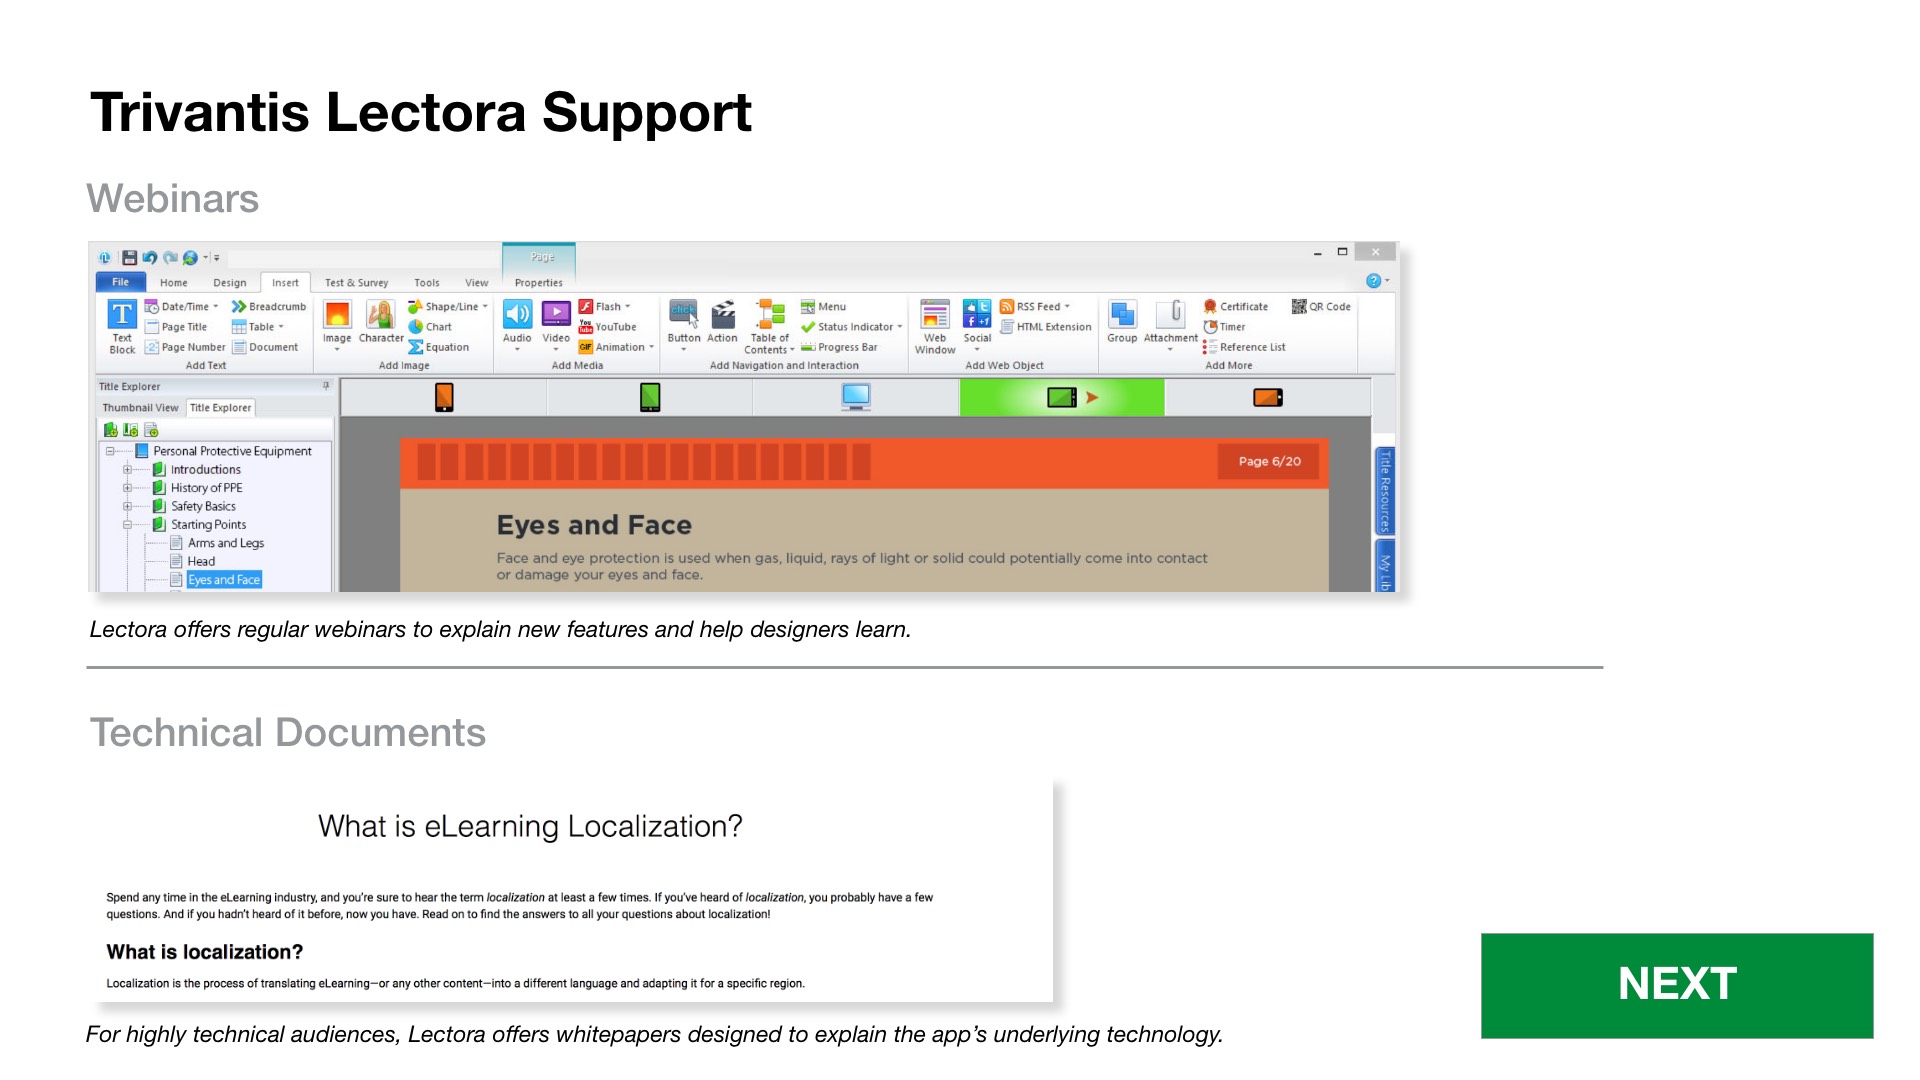 Trivantis Lectora Support
Webinars
Page
File Home Design Insert Test & Survey Tools View Properties
Text Block
Date/Time
Page Title
Page Number
Breadcrumb
Table
Document
Add Text
Image
Character
Shape/Line
Chart
Equation
Add Image
Audio
Video
Flash
YouTube
Animation
Add Media
Button
Action
Table of Contents
Menu
Status Indicator
Progress Bar
Add Navigation and Interaction
Web Window
Social
RSS Feed
HTML Extension
Add Web Object
Group
Attachment
Certificate
Timer
Reference List
QR Code
Add More
Title Explorer
Thumbnail View Title Explorer
Personal Protective Equipment
Introductions
History of PPE
Safety Basics
Starting Points
Arms and Legs
Head
Eyes and Face
Page 6/20
Eyes and Face
Face and eye protection is used when gas, liquid, rays of light or solid could potentially come into contact
or damage your eyes and face.
Title Resources
My Lib
Lectora offers regular webinars to explain new features and help designers learn.
Technical Documents
What is eLearning Localization?
Spend any time in the eLearning industry, and you're sure to hear the term localization at least a few times. If you've heard of localization, you probably have a few
questions. And if you hadn't heard of it before, now you have. Read on to find the answers to all your questions about localization!
What is localization?
Localization is the process of translating eLearning—or any other content—into a different language and adapting it for a specific region.
For highly technical audiences, Lectora offers whitepapers designed to explain the app's underlying technology.
NEXT